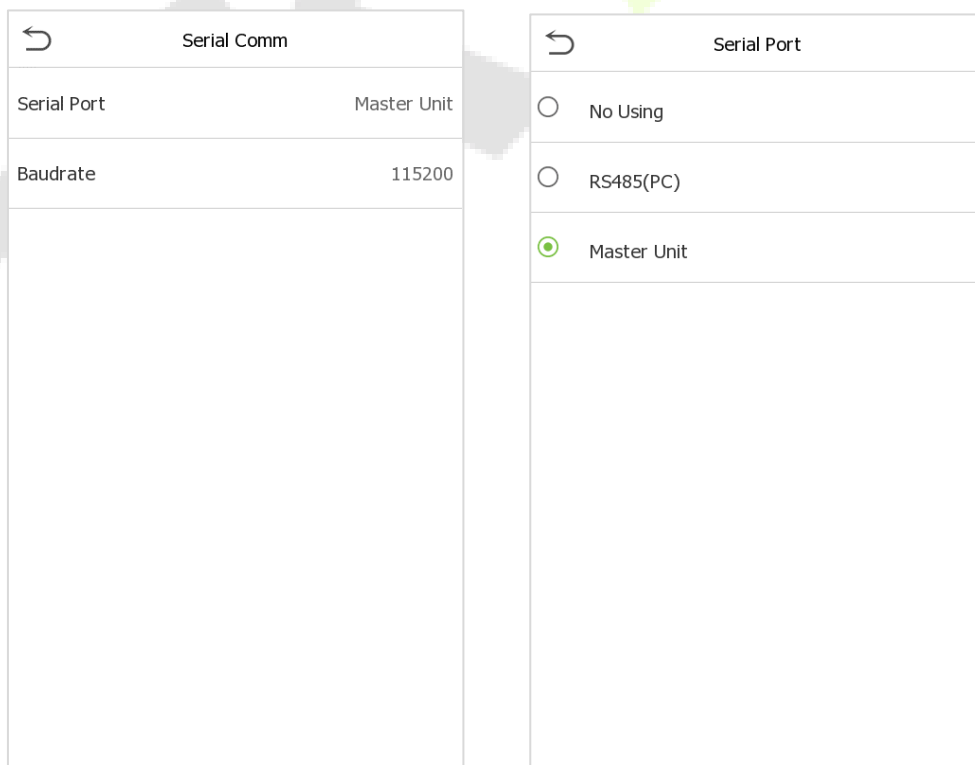 Serial Comm
Serial Port Master Unit
Baudrate 115200
Serial Port
No Using
RS485(PC)
Master Unit